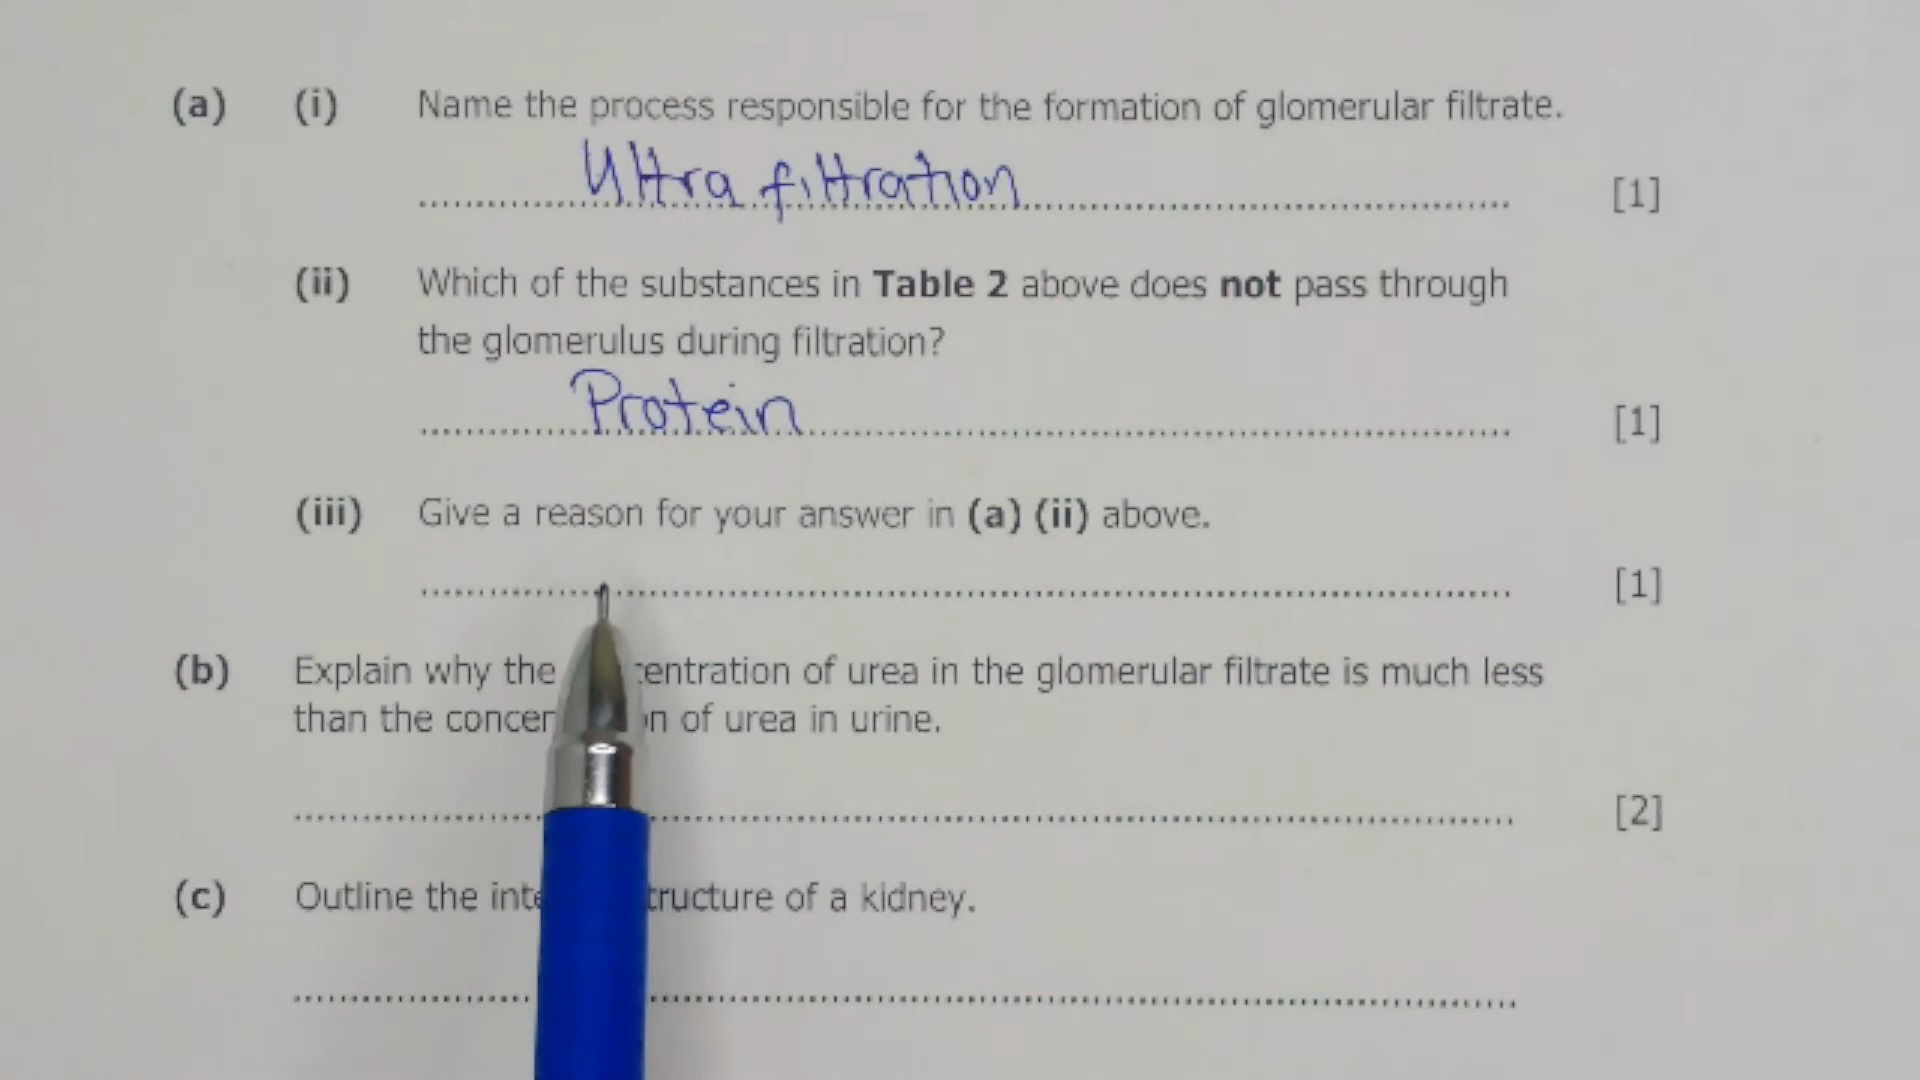 (a) (i) Name the process responsible for the formation of glomerular filtrate.
Ultra filtration [1]
(ii) Which of the substances in Table 2 above does not pass through
the glomerulus during filtration?
Protein [1]
(iii) Give a reason for your answer in (a) (ii) above.
[1]
(b) Explain why the centration of urea in the glomerular filtrate is much less
than the concen on of urea in urine.
[2]
(c) Outline the inte tructure of a kidney.